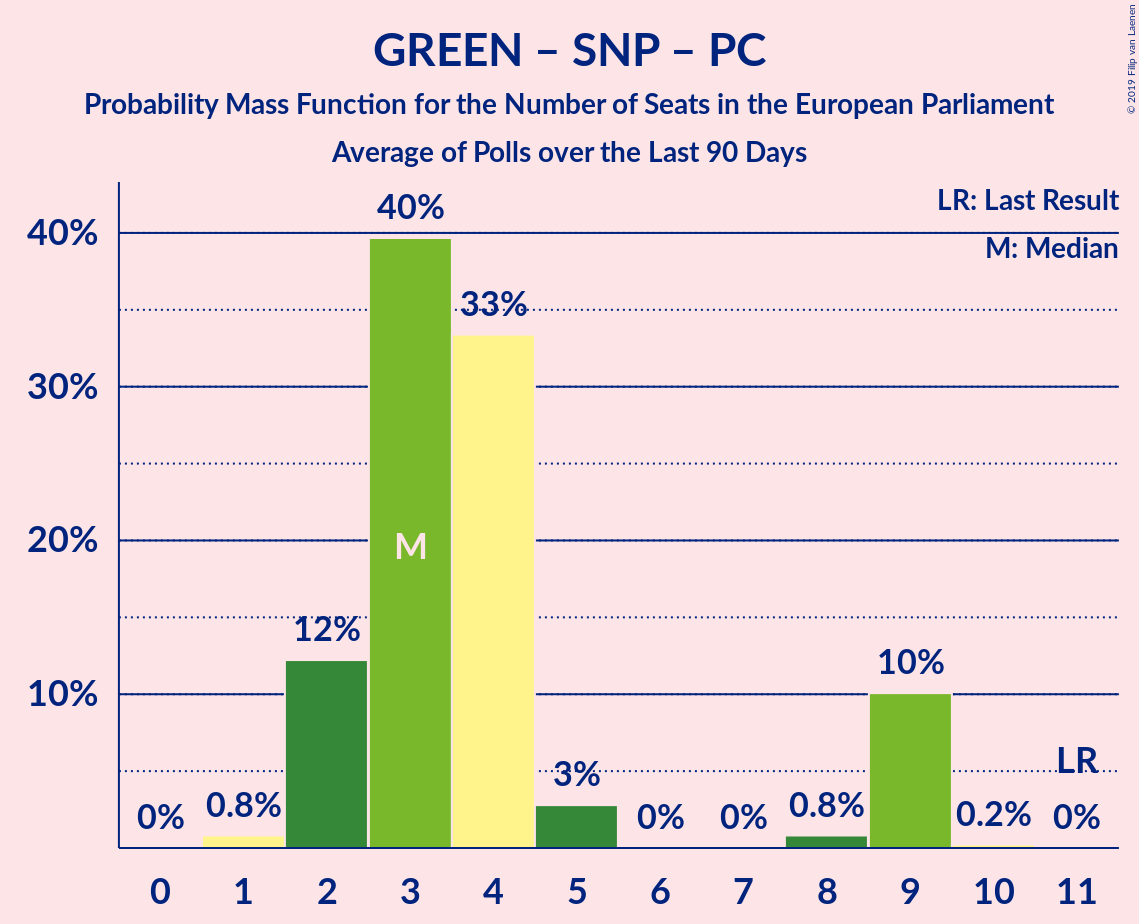 GREEN – SNP – PC
Probability Mass Function for the Number of Seats in the European Parliament
Average of Polls over the Last 90 Days
© 2019 Filip van Laenen
LR: Last Result
M: Median
40%
30%
20%
10%
0%
0.8%
12%
40%
M
33%
3%
0%
0%
0.8%
10%
0.2%
LR
0%
0 1 2 3 4 5 6 7 8 9 10 11